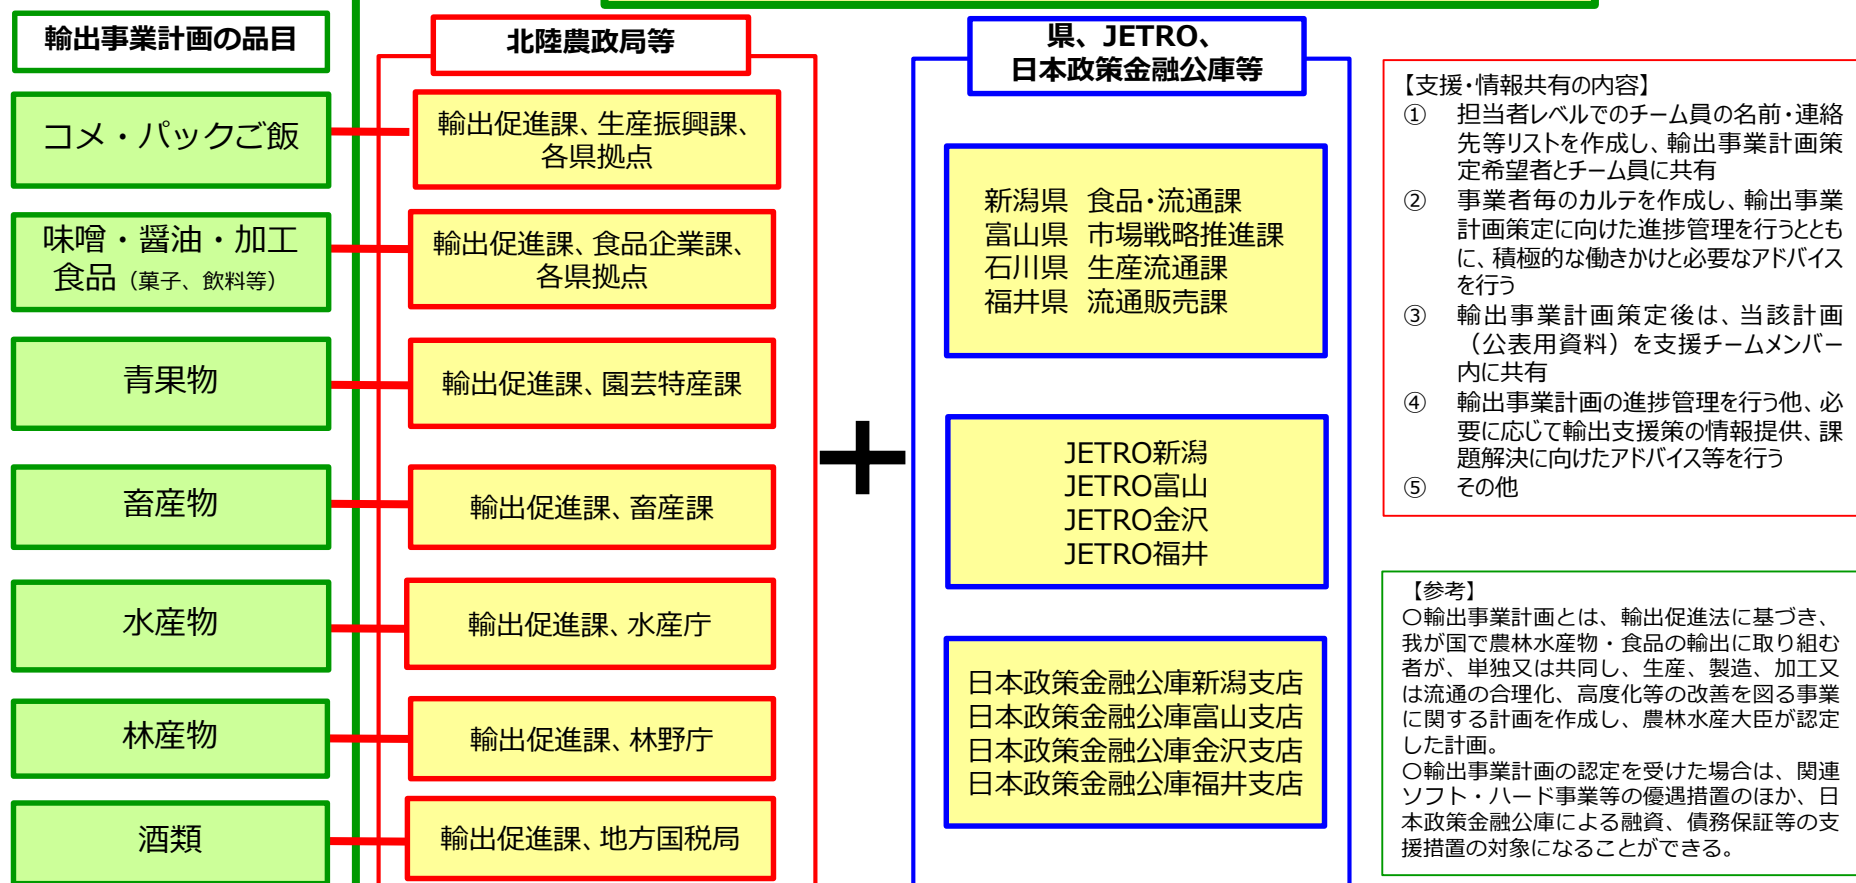 輸出事業計画の品目
コメ・パックご飯
味噌・醤油・加工
食品（菓子、飲料等）
青果物
畜産物
水産物
林産物
酒類
北陸農政局等
輸出促進課、生産振興課、
各県拠点
輸出促進課、食品企業課、
各県拠点
輸出促進課、園芸特産課
輸出促進課、畜産課
輸出促進課、水産庁
輸出促進課、林野庁
輸出促進課、地方国税局
＋
県、JETRO、
日本政策金融公庫等
新潟県 食品・流通課
富山県 市場戦略推進課
石川県 生産流通課
福井県 流通販売課
JETRO新潟
JETRO富山
JETRO金沢
JETRO福井
日本政策金融公庫新潟支店
日本政策金融公庫富山支店
日本政策金融公庫金沢支店
日本政策金融公庫福井支店
【支援・情報共有の内容】
① 担当者レベルでのチーム員の名前・連絡
先等リストを作成し、輸出事業計画策
定希望者とチーム員に共有
② 事業者毎のカルテを作成し、輸出事業
計画策定に向けた進捗管理を行うととも
に、積極的な働きかけと必要なアドバイス
を行う
③ 輸出事業計画策定後は、当該計画
（公表用資料）を支援チームメンバー
内に共有
④ 輸出事業計画の進捗管理を行う他、必
要に応じて輸出支援策の情報提供、課
題解決に向けたアドバイス等を行う
⑤ その他
【参考】
〇輸出事業計画とは、輸出促進法に基づき、
我が国で農林水産物・食品の輸出に取り組む
者が、単独又は共同し、生産、製造、加工又
は流通の合理化、高度化等の改善を図る事業
に関する計画を作成し、農林水産大臣が認定
した計画。
〇輸出事業計画の認定を受けた場合は、関連
ソフト・ハード事業等の優遇措置のほか、日
本政策金融公庫による融資、債務保証等の支
援措置の対象になることができる。